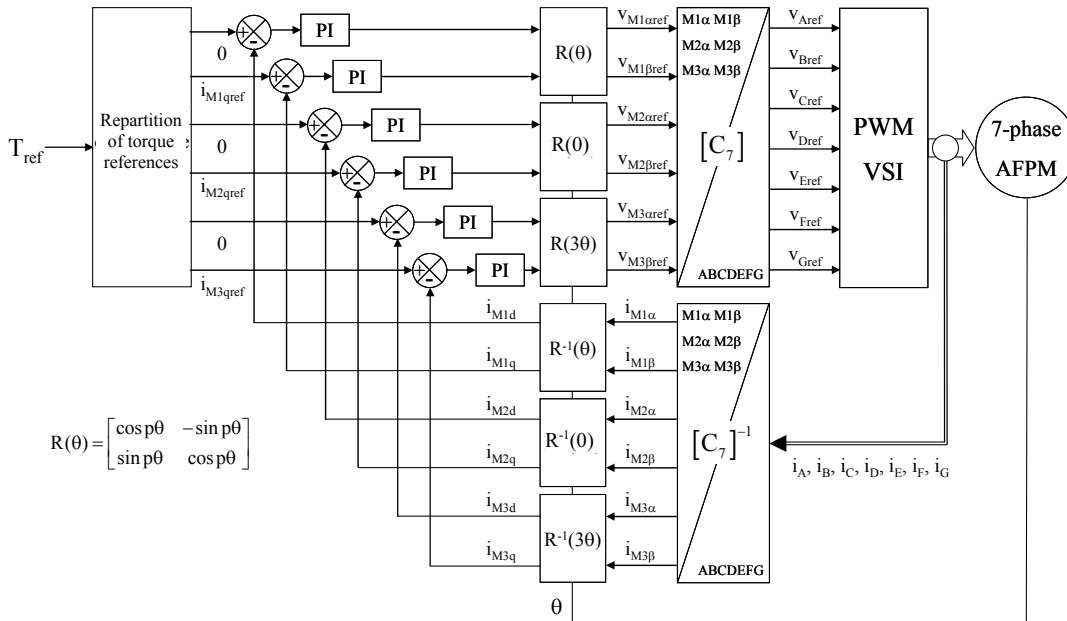 T_ref
Repartition
of torque
references
0
i_M1qref
0
i_M2qref
0
i_M3qref
+ -
+ -
+ -
+ -
+ -
+ -
PI
PI
PI
PI
PI
PI
R(θ)
R(0)
R(3θ)
v_M1αref
v_M1βref
v_M2αref
v_M2βref
v_M3αref
v_M3βref
M1α M1β
M2α M2β
M3α M3β
[C_7]
ABCDEFG
v_Aref
v_Bref
v_Cref
v_Dref
v_Eref
v_Fref
v_Gref
PWM
VSI
7-phase
AFPM
i_M1d
i_M1q
i_M2d
i_M2q
i_M3d
i_M3q
R^-1(θ)
R^-1(0)
R^-1(3θ)
i_M1α
i_M1β
i_M2α
i_M2β
i_M3α
i_M3β
M1α M1β
M2α M2β
M3α M3β
[C_7]^-1
ABCDEFG
i_A, i_B, i_C, i_D, i_E, i_F, i_G
R(θ) = [cos pθ -sin pθ
sin pθ cos pθ]
θ